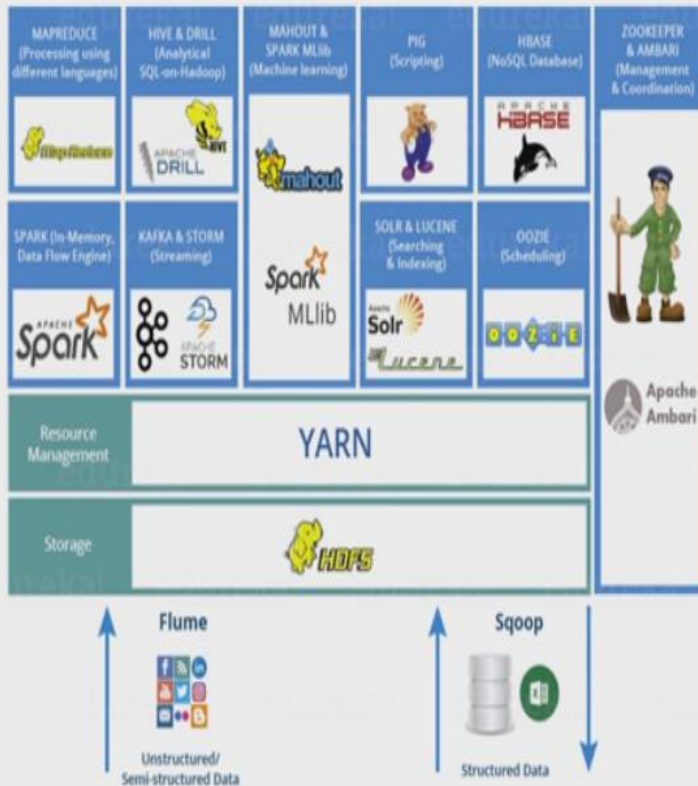 MAPREDUCE
(Processing using
different languages)
HIVE & DRILL
(Analytical
SQL-on-Hadoop)
MAHOUT &
SPARK MLlib
(Machine learning)
PIG
(Scripting)
HBASE
(NoSQL Database)
ZOOKEEPER
& AMBARI
(Management
& Coordination)
MapReduce
HIVE
APACHE
DRILL
mahout
APACHE
HBASE
SPARK (In-Memory,
Data Flow Engine)
KAFKA & STORM
(Streaming)
Spark
MLlib
SOLR & LUCENE
(Searching
& Indexing)
OOZIE
(Scheduling)
APACHE
Spark
APACHE
STORM
Apache
Solr
Lucene
OOZiE
Apache
Ambari
Resource
Management
YARN
Storage
HDFS
Flume
Sqoop
Unstructured/
Semi-structured Data
Structured Data